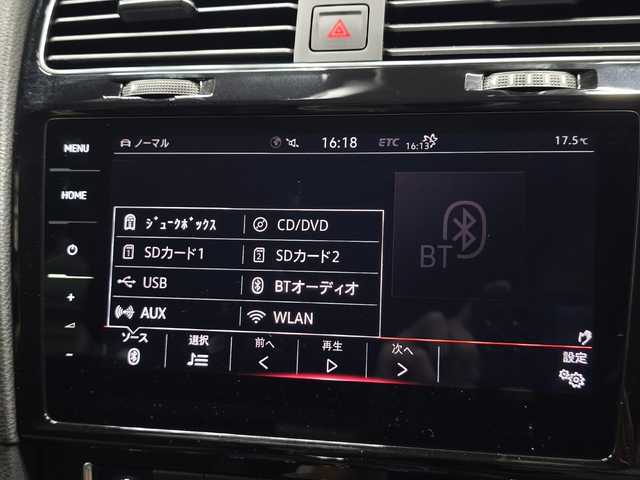 MENU
ノーマル
16:18
ETC
16:13
17.5℃
HOME
ｼﾞｭｰｸﾎﾞｯｸｽ
CD/DVD
SDカード1
SDカード2
USB
BTオーディオ
AUX
WLAN
BT
ソース
選択
前へ
再生
次へ
設定